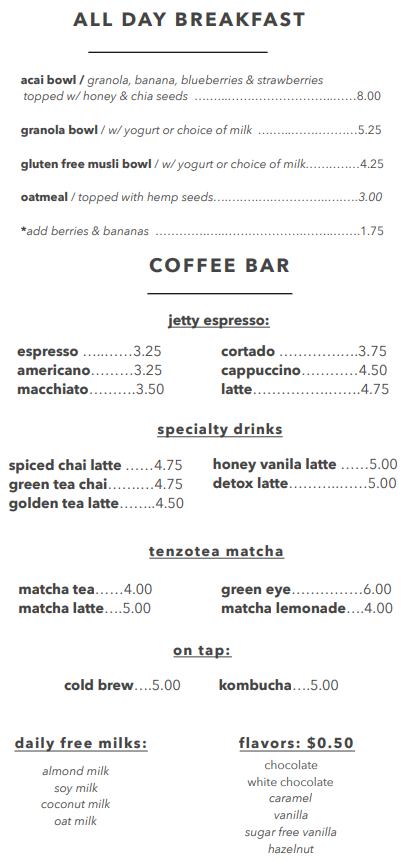 ALL DAY BREAKFAST
acai bowl / granola, banana, blueberries & strawberries
topped w/ honey & chia seeds ........................................8.00
granola bowl / w/ yogurt or choice of milk ........................5.25
gluten free musli bowl / w/ yogurt or choice of milk.............4.25
oatmeal / topped with hemp seeds...................................3.00
*add berries & bananas ..................................................1.75
COFFEE BAR
jetty espresso:
espresso ...........3.25 cortado ..................3.75
americano.........3.25 cappuccino............4.50
macchiato..........3.50 latte.......................4.75
specialty drinks
spiced chai latte ......4.75 honey vanila latte ......5.00
green tea chai..........4.75 detox latte.................5.00
golden tea latte........4.50
tenzotea matcha
matcha tea......4.00 green eye...............6.00
matcha latte....5.00 matcha lemonade....4.00
on tap:
cold brew....5.00 kombucha....5.00
daily free milks: flavors: $0.50
almond milk chocolate
soy milk white chocolate
coconut milk caramel
oat milk vanilla
sugar free vanilla
hazelnut